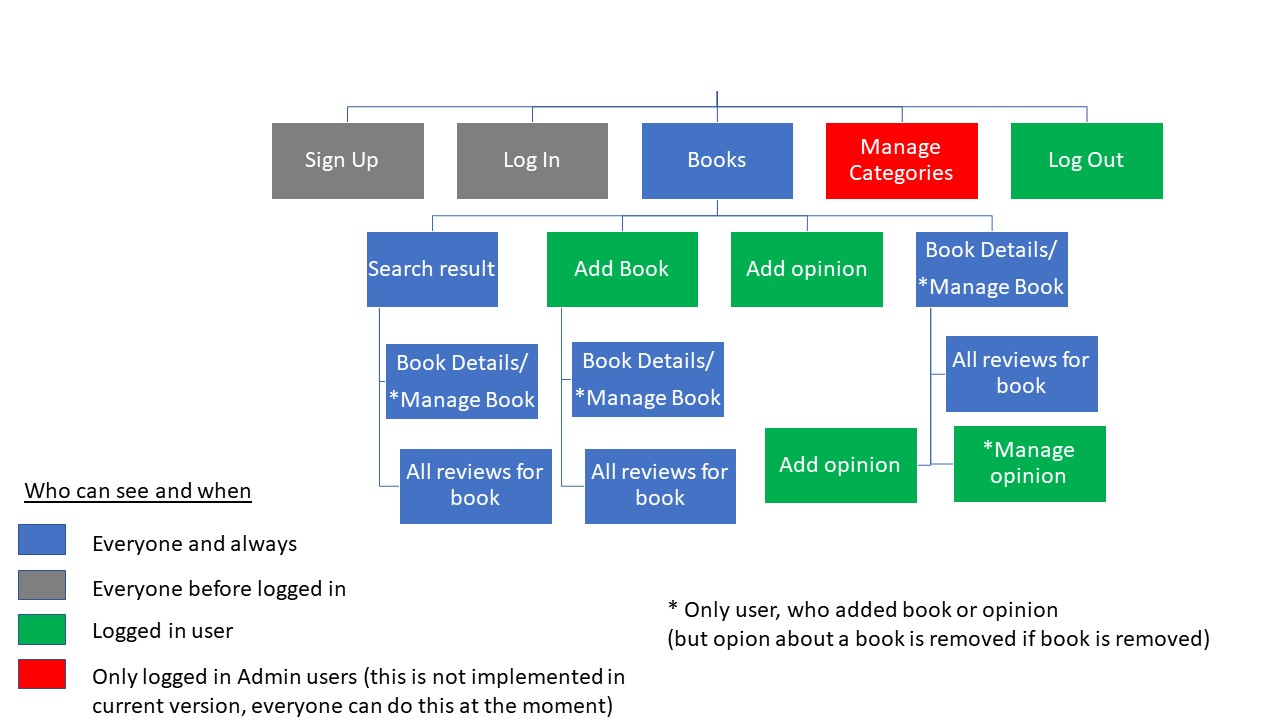 Sign Up
Log In
Books
Manage
Categories
Log Out
Search result
Add Book
Add opinion
Book Details/
*Manage Book
Book Details/
*Manage Book
Book Details/
*Manage Book
All reviews for
book
All reviews for
book
All reviews for
book
Add opinion
*Manage
opinion
Who can see and when
Everyone and always
Everyone before logged in
Logged in user
Only logged in Admin users (this is not implemented in
current version, everyone can do this at the moment)
* Only user, who added book or opinion
(but opion about a book is removed if book is removed)